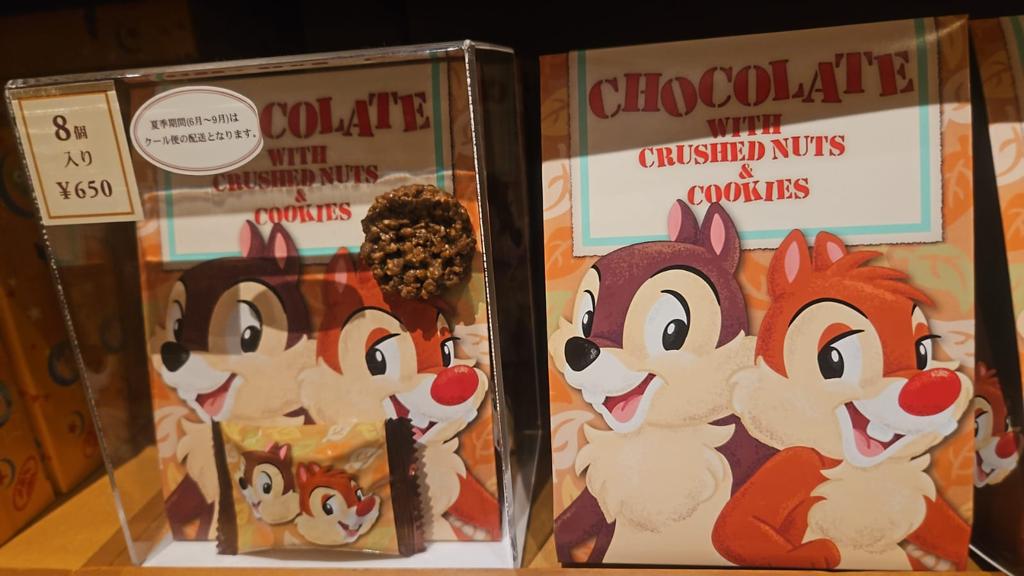 8個
入り
¥650
夏季期間(6月～9月)は
クール便の配送となります。
COLATE
WITH
CRUSHED NUTS
&
COOKIES
CHOCOLATE
WITH
CRUSHED NUTS
&
COOKIES